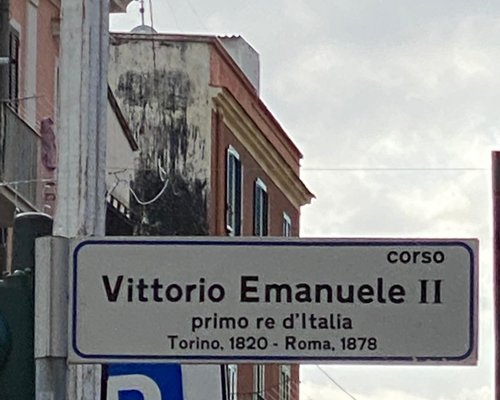 corso
Vittorio Emanuele II
primo re d'Italia
Torino, 1820 - Roma, 1878
P